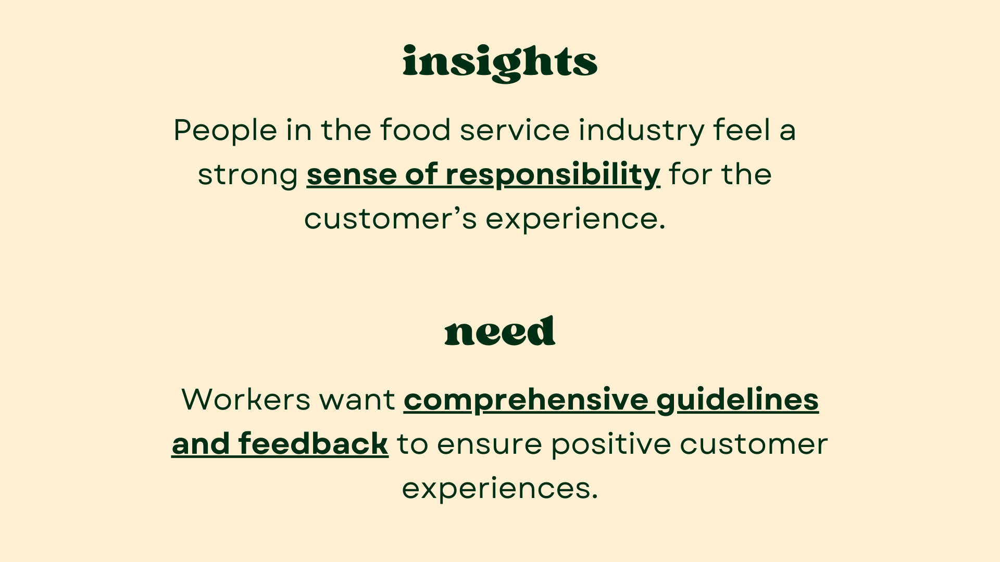 insights
People in the food service industry feel a
strong sense of responsibility for the
customer’s experience.
need
Workers want comprehensive guidelines
and feedback to ensure positive customer
experiences.